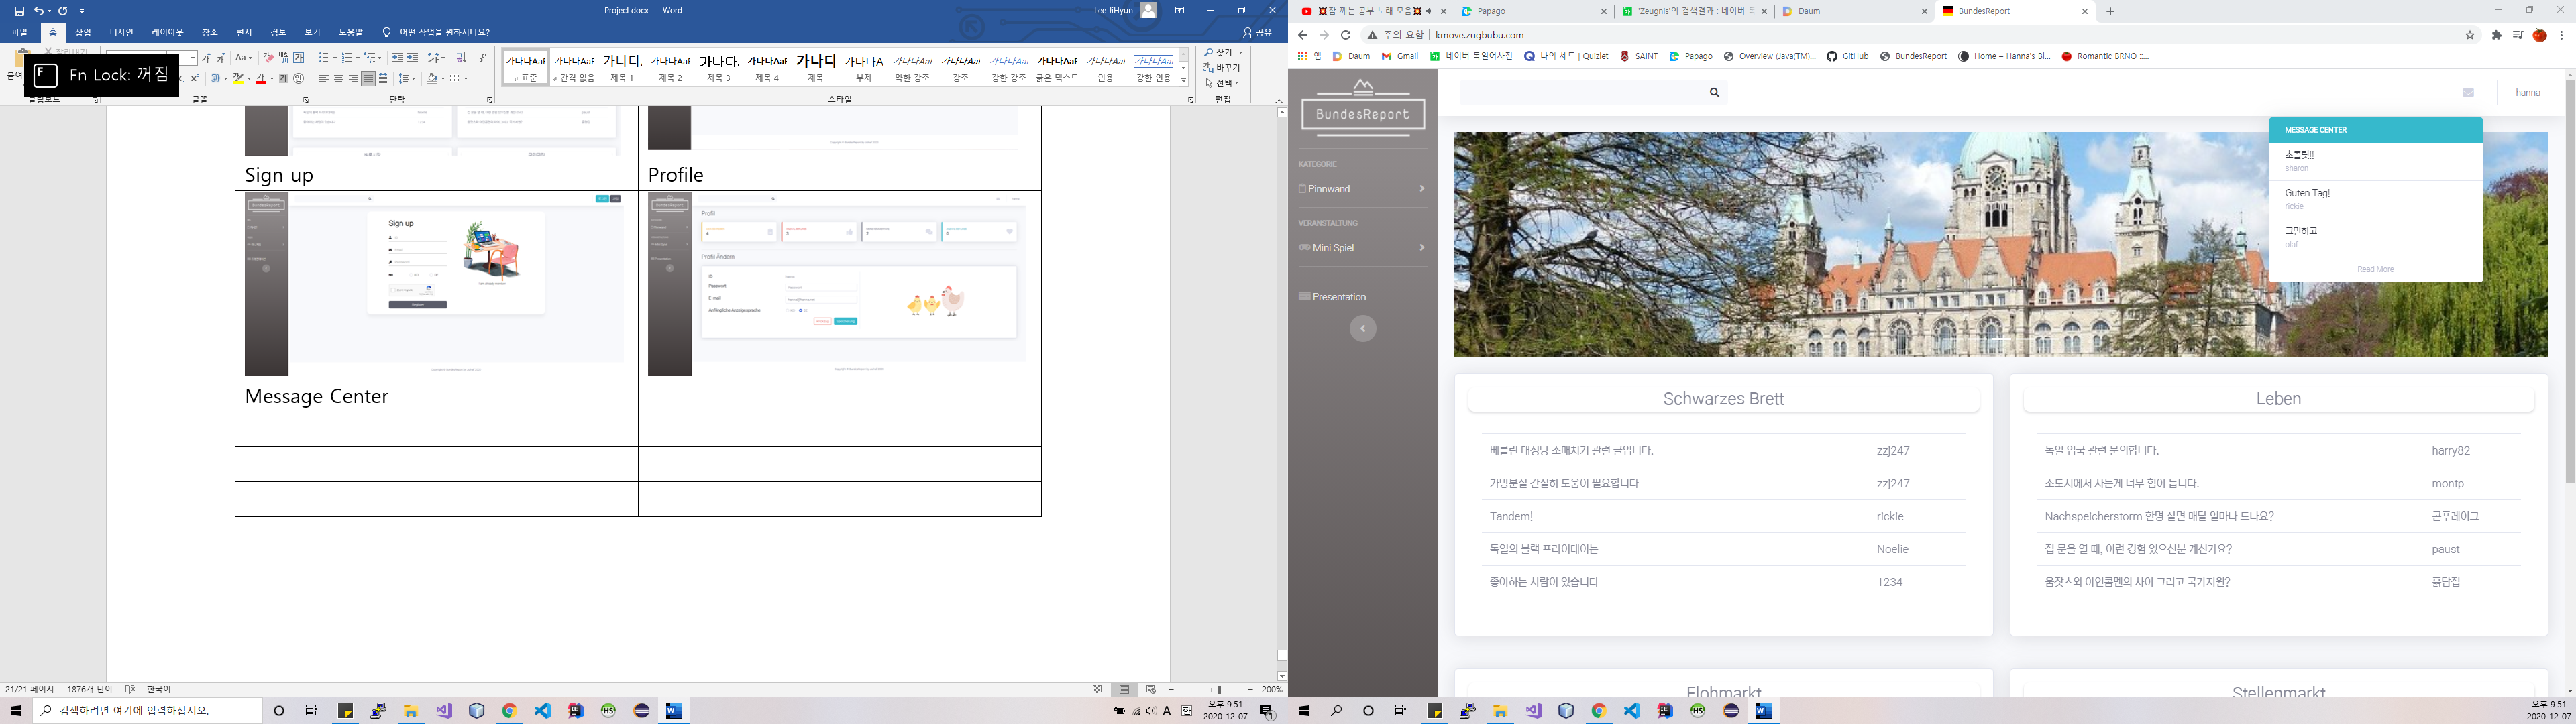 Project.docx - Word
Lee JiHyun
파일 홈 삽입 디자인 레이아웃 참조 편지 검토 보기 도움말 어떤 작업을 원하시나요?
공유
Fn Lock: 꺼짐
가나다AaB 가나다AaB 가나다, 가나다AaB 가나다. 가나다AaB 가나다 가나다A 가나다Aa 가나다Aa 가나다Aa 가나다AaB 가나다Aa 가나다Aa
표준 간격 없음 제목 1 제목 2 제목 3 제목 4 제목 부제 약한 강조 강조 강한 강조 굵은 텍스트 인용 강한 인용
찾기
바꾸기
선택
클립보드 글꼴 단락 스타일 편집
Sign up Profile
Sign up
Register
Profil
Profil Ändern
ID
Passwort
E-mail
Message Center
21/21 페이지 1876개 단어 한국어
200%
검색하려면 여기에 입력하십시오.
오후 9:51
2020-12-07
잠 깨는 공부 노래 모음
Papago
'Zeugnis'의 검색결과 : 네이버
Daum
BundesReport
주의 요함 kmove.zugbubu.com
앱 Daum Gmail 네이버 독일어사전 나의 세트 | Quizlet SAINT Papago Overview (Java(TM)... GitHub BundesReport Home – Hanna's Bl... Romantic BRNO :...
BundesReport
hanna
KATEGORIE
Pinnwand
VERANSTALTUNG
Mini Spiel
Presentation
MESSAGE CENTER
초콜릿!!
sharon
Guten Tag!
rickie
그만하고
olaf
Read More
Schwarzes Brett
베를린 대성당 소매치기 관련 글입니다. zzj247
가방분실 간절히 도움이 필요합니다 zzj247
Tandem! rickie
독일의 블랙 프라이데이는 Noelie
좋아하는 사람이 있습니다 1234
Leben
독일 입국 관련 문의합니다. harry82
소도시에서 사는게 너무 힘이 듭니다. montp
Nachspeicherstorm 한명 살면 매달 얼마나 드나요? 콘푸레이크
집 문을 열 때, 이런 경험 있으신분 계신가요? paust
움잣츠와 아인콤멘의 차이 그리고 국가지원? 흙담집
Flohmarkt
Stellenmarkt
오후 9:51
2020-12-07